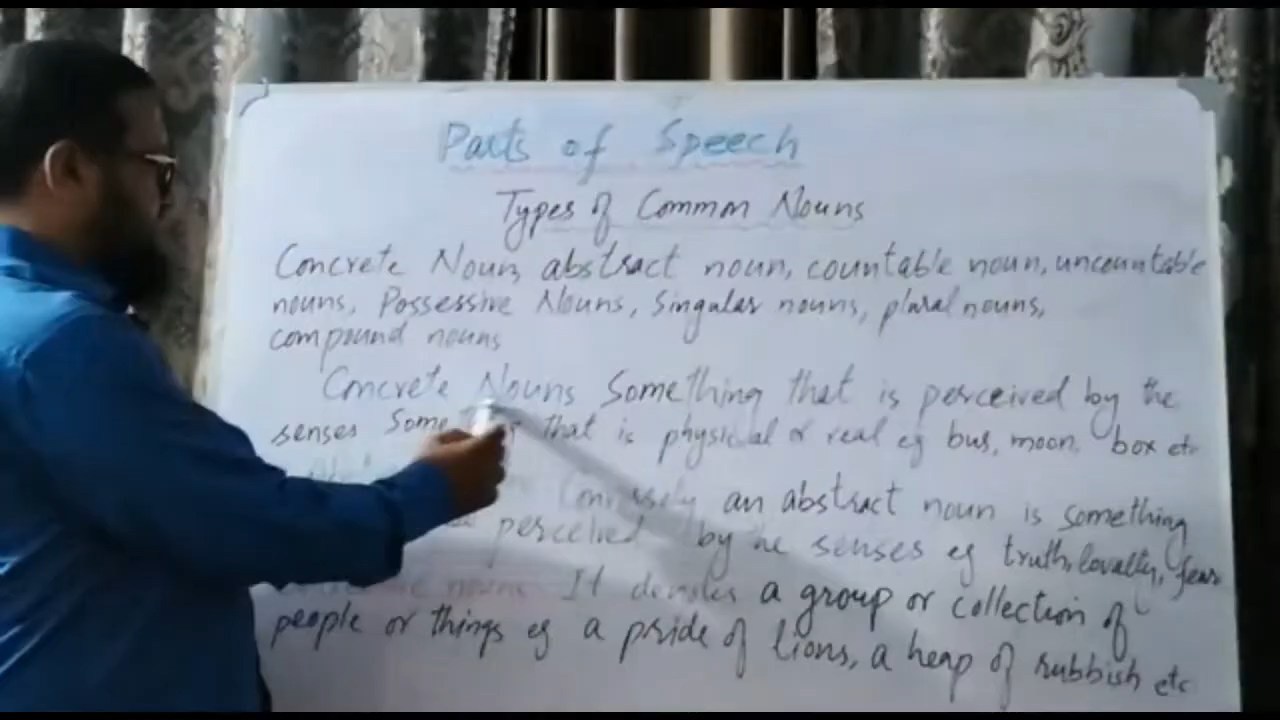 Parts of Speech
Types of Common Nouns
Concrete Noun, abstract noun, countable noun, uncountable
nouns, Possessive Nouns, Singular nouns, plural nouns,
compound nouns
Concrete Nouns Something that is perceived by the
senses that is physical or real eg bus, moon, box etc
an abstract noun is something
perceived by senses eg truth, loyalty, fear
noun It denotes a group or collection of
people or things eg a pride of lions, a heap of rubbish etc